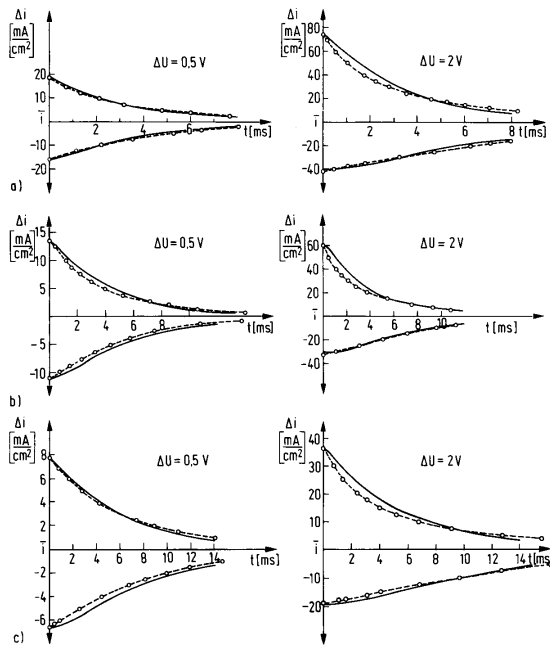 Δi
[mA/cm²]
ΔU = 0,5 V
20
10
ī
2
4
6
t[ms]
-10
-20
a)
Δi
[mA/cm²]
ΔU = 2V
80
60
40
20
ī
2
4
6
8 t[ms]
-20
-40
Δi
[mA/cm²]
ΔU = 0,5V
15
10
5
ī
2
4
6
8
10
t[ms]
-5
-10
b)
Δi
[mA/cm²]
ΔU = 2V
60
40
20
ī
2
4
6
8
10
t[ms]
-20
-40
Δi
[mA/cm²]
ΔU = 0,5V
8
6
4
2
ī
2
4
6
8
10
12
14
t[ms]
-2
-4
-6
c)
Δi
[mA/cm²]
ΔU = 2V
40
30
20
10
ī
2
4
6
8
10
12
14
t[ms]
-10
-20